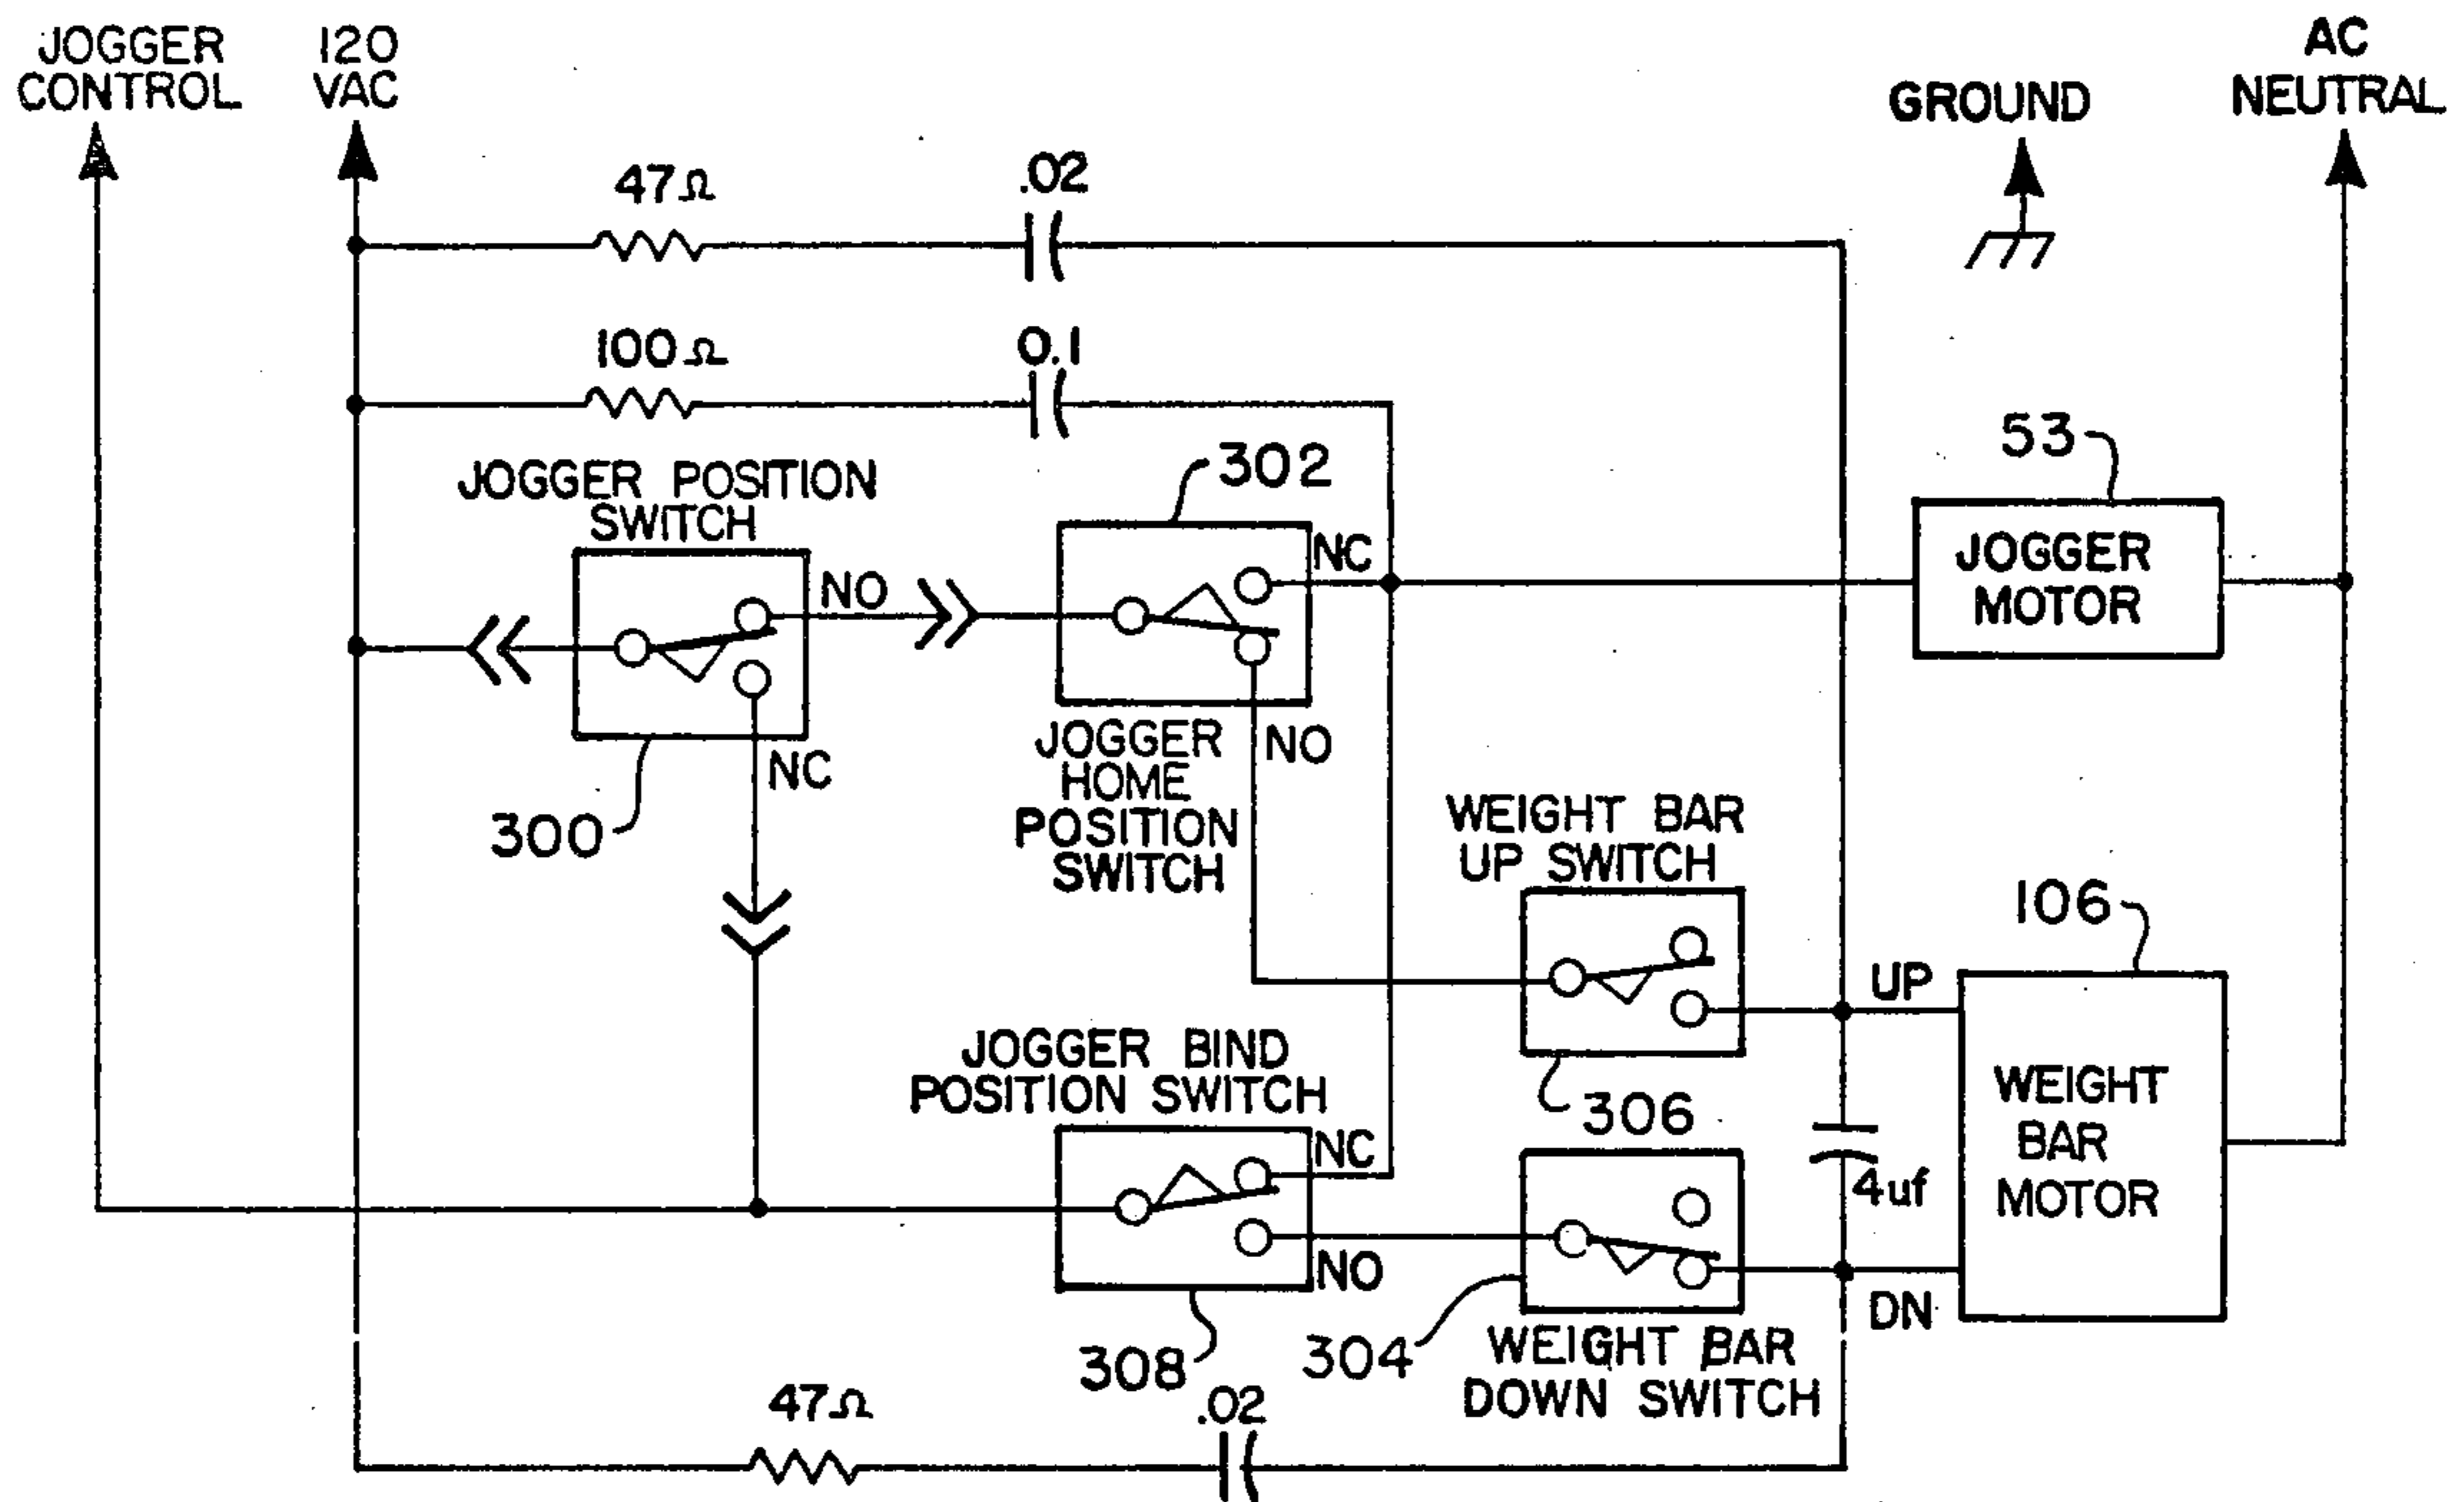 JOGGER
CONTROL
120
VAC
GROUND
AC
NEUTRAL
47Ω
.02
100Ω
0.1
JOGGER POSITION
SWITCH
302
53
NO
NC
JOGGER
MOTOR
NC
300
JOGGER
HOME
POSITION
SWITCH
NO
WEIGHT BAR
UP SWITCH
106
UP
306
JOGGER BIND
POSITION SWITCH
NC
NO
308
304
4uf
DN
WEIGHT
BAR
MOTOR
WEIGHT BAR
DOWN SWITCH
47Ω
.02